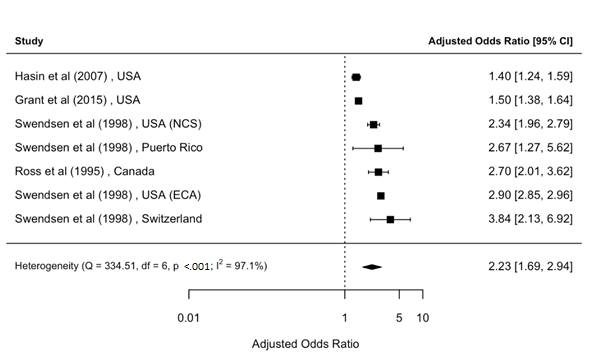 Study Adjusted Odds Ratio [95% CI]
Hasin et al (2007) , USA 1.40 [1.24, 1.59]
Grant et al (2015) , USA 1.50 [1.38, 1.64]
Swendsen et al (1998) , USA (NCS) 2.34 [1.96, 2.79]
Swendsen et al (1998) , Puerto Rico 2.67 [1.27, 5.62]
Ross et al (1995) , Canada 2.70 [2.01, 3.62]
Swendsen et al (1998) , USA (ECA) 2.90 [2.85, 2.96]
Swendsen et al (1998) , Switzerland 3.84 [2.13, 6.92]
Heterogeneity (Q = 334.51, df = 6, p <.001; I² = 97.1%) 2.23 [1.69, 2.94]
0.01 1 5 10
Adjusted Odds Ratio